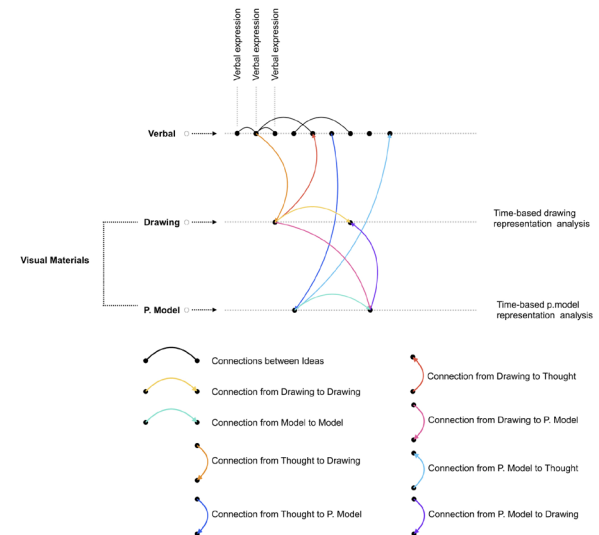 Verbal expression
Verbal expression
Verbal expression
Verbal
Drawing
Time-based drawing
representation analysis
Visual Materials
P. Model
Time-based p.model
representation analysis
Connections between Ideas
Connection from Drawing to Drawing
Connection from Model to Model
Connection from Thought to Drawing
Connection from Thought to P. Model
Connection from Drawing to Thought
Connection from Drawing to P. Model
Connection from P. Model to Thought
Connection from P. Model to Drawing